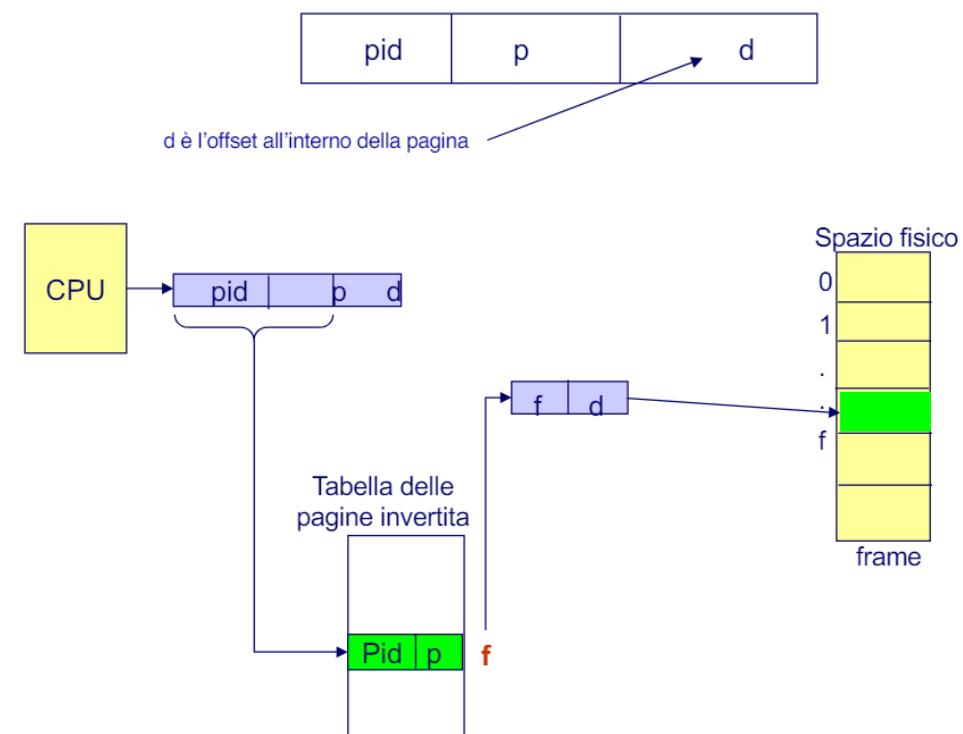 pid p d
d è l'offset all'interno della pagina
Spazio fisico
CPU
pid p d
0
1
.
.
f
f d
frame
Tabella delle
pagine invertita
Pid p f